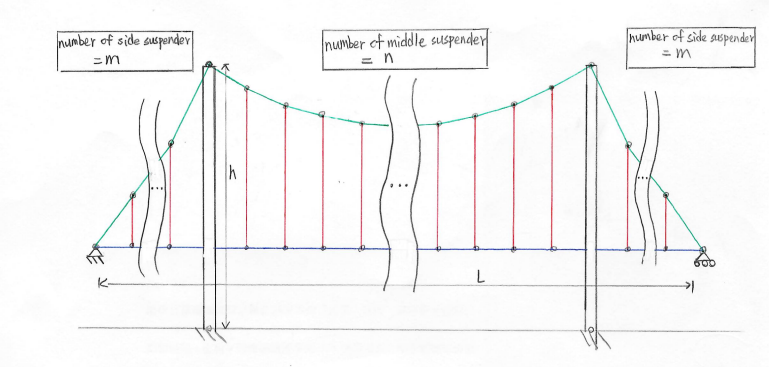 number of side suspender
= m
number of middle suspender
= n
number of side suspender
= m
h
...
...
...
L